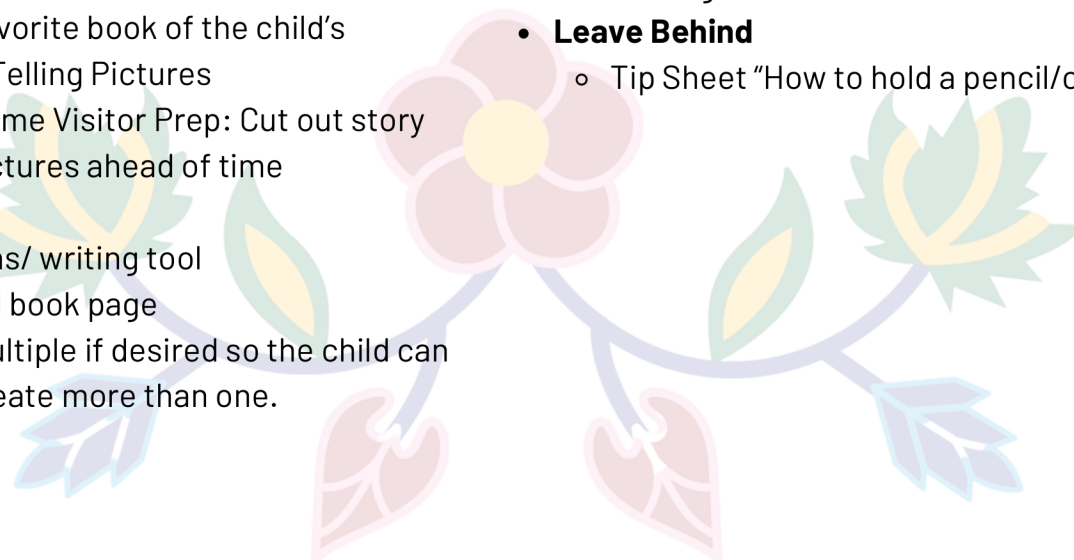 vorite book of the child's
Telling Pictures
me Visitor Prep: Cut out story
ctures ahead of time
ns/ writing tool
book page
ultiple if desired so the child can
eate more than one.
• Leave Behind
○ Tip Sheet “How to hold a pencil/c